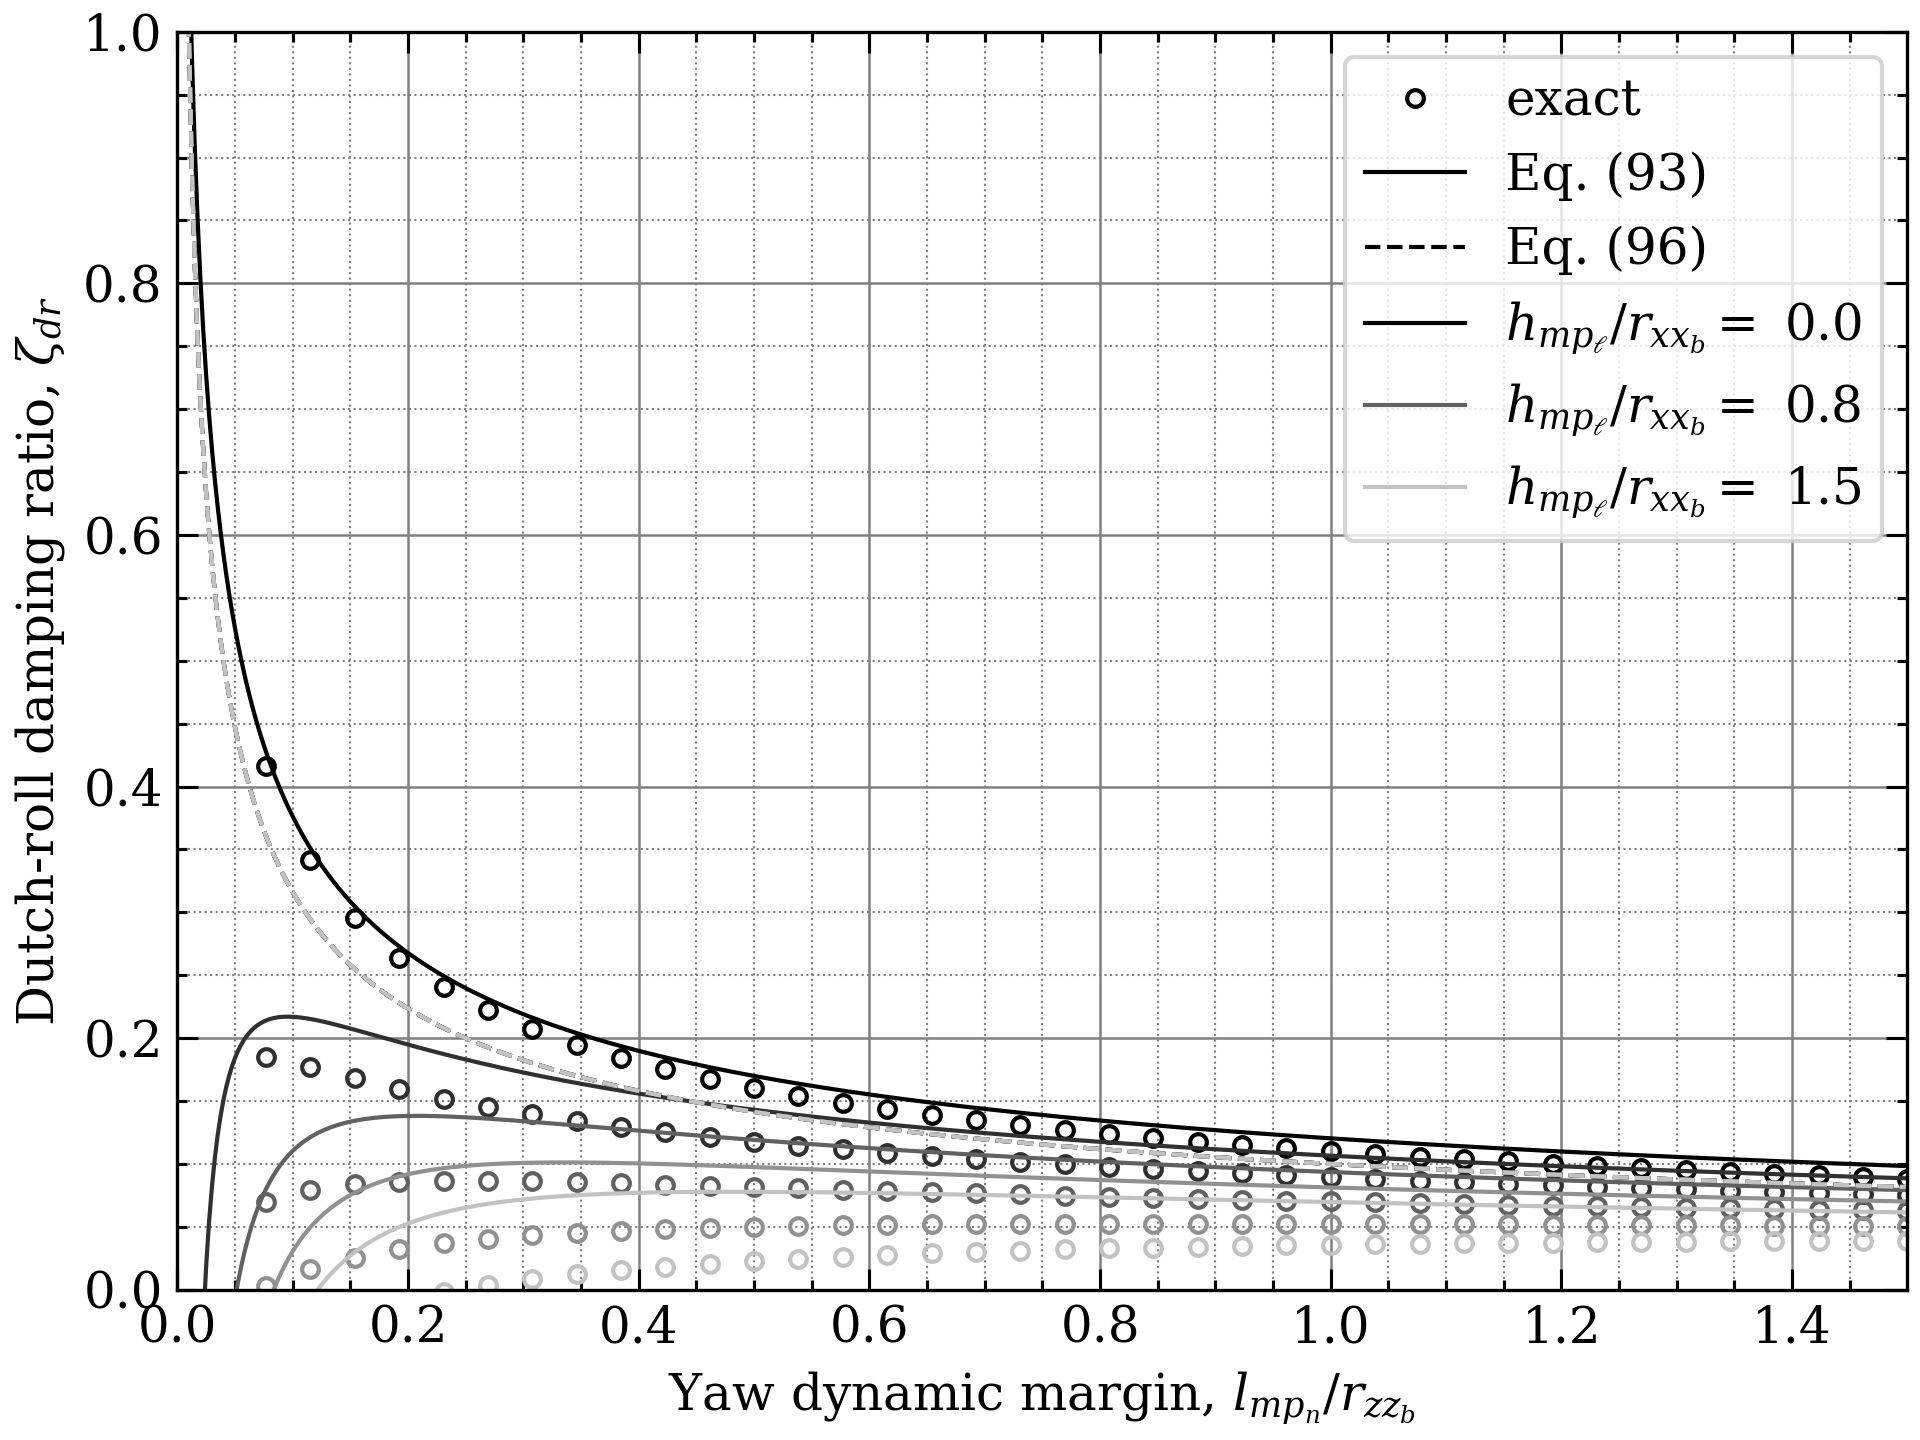 1.0
0.8
0.6
0.4
0.2
0.0
Dutch-roll damping ratio, ζ_dr
exact
Eq. (93)
Eq. (96)
h_{mp_ℓ}/r_{xx_b} = 0.0
h_{mp_ℓ}/r_{xx_b} = 0.8
h_{mp_ℓ}/r_{xx_b} = 1.5
0.0 0.2 0.4 0.6 0.8 1.0 1.2 1.4
Yaw dynamic margin, l_{mp_n}/r_{zz_b}